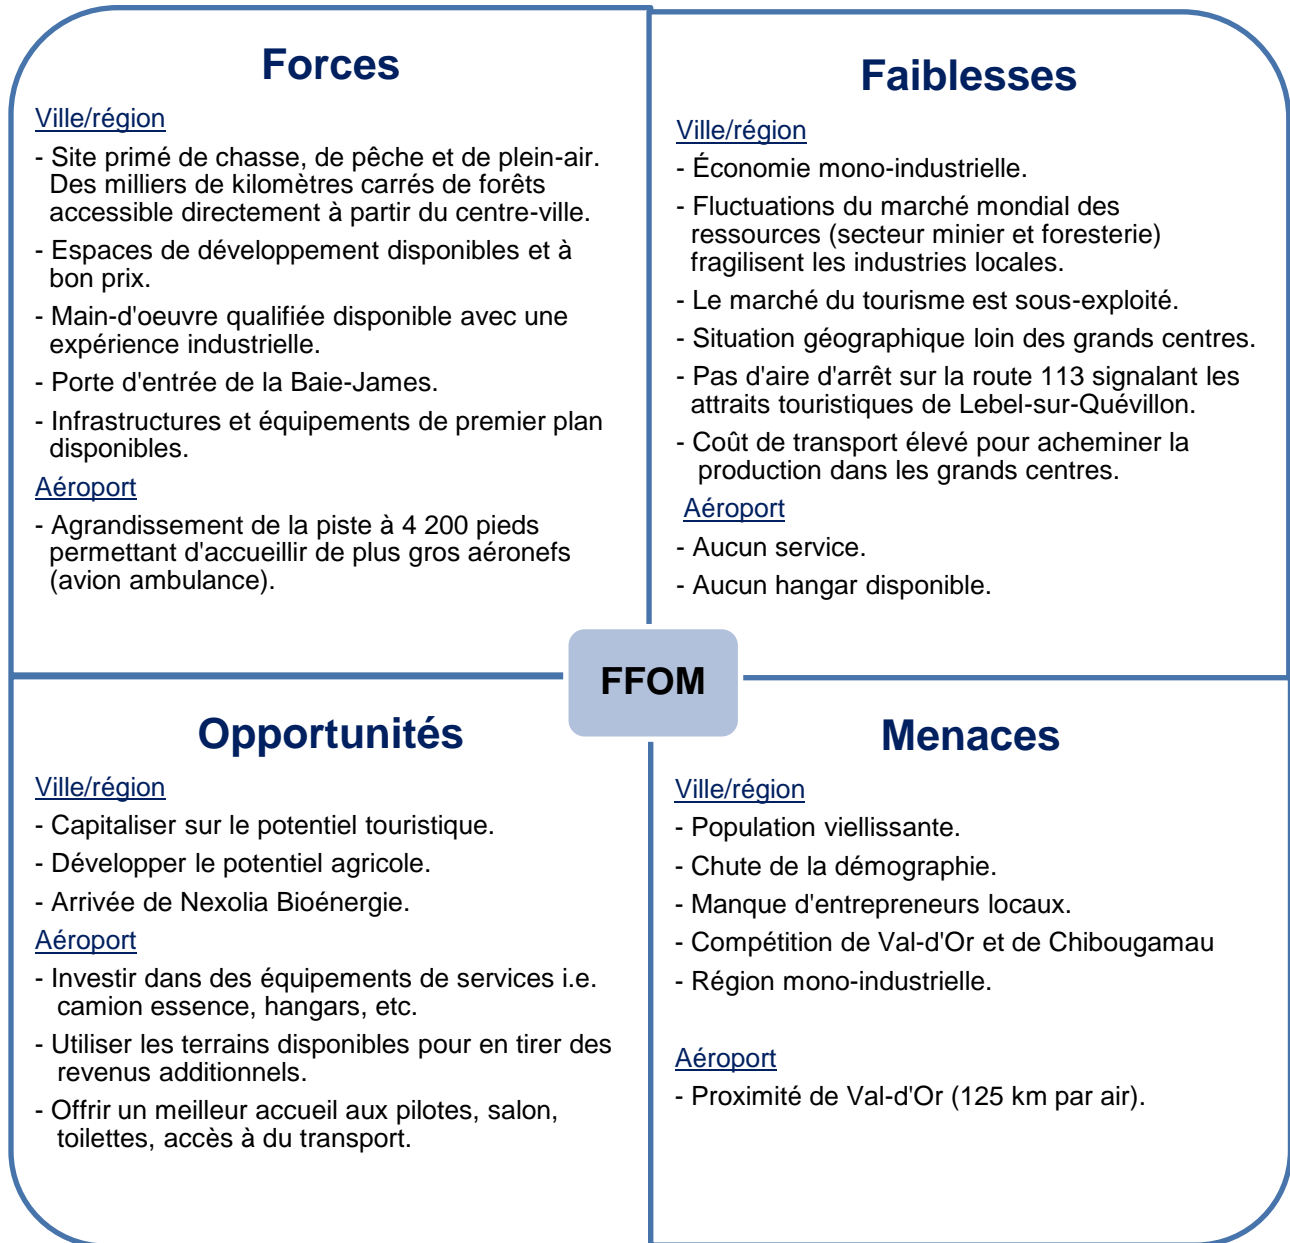 Forces
Ville/région
- Site primé de chasse, de pêche et de plein-air.
Des milliers de kilomètres carrés de forêts
accessible directement à partir du centre-ville.
- Espaces de développement disponibles et à
bon prix.
- Main-d'oeuvre qualifiée disponible avec une
expérience industrielle.
- Porte d'entrée de la Baie-James.
- Infrastructures et équipements de premier plan
disponibles.
Aéroport
- Agrandissement de la piste à 4 200 pieds
permettant d'accueillir de plus gros aéronefs
(avion ambulance).
Faiblesses
Ville/région
- Économie mono-industrielle.
- Fluctuations du marché mondial des
ressources (secteur minier et foresterie)
fragilisent les industries locales.
- Le marché du tourisme est sous-exploité.
- Situation géographique loin des grands centres.
- Pas d'aire d'arrêt sur la route 113 signalant les
attraits touristiques de Lebel-sur-Quévillon.
- Coût de transport élevé pour acheminer la
production dans les grands centres.
Aéroport
- Aucun service.
- Aucun hangar disponible.
FFOM
Opportunités
Ville/région
- Capitaliser sur le potentiel touristique.
- Développer le potentiel agricole.
- Arrivée de Nexolia Bioénergie.
Aéroport
- Investir dans des équipements de services i.e.
camion essence, hangars, etc.
- Utiliser les terrains disponibles pour en tirer des
revenus additionnels.
- Offrir un meilleur accueil aux pilotes, salon,
toilettes, accès à du transport.
Menaces
Ville/région
- Population viellissante.
- Chute de la démographie.
- Manque d'entrepreneurs locaux.
- Compétition de Val-d'Or et de Chibougamau
- Région mono-industrielle.
Aéroport
- Proximité de Val-d'Or (125 km par air).